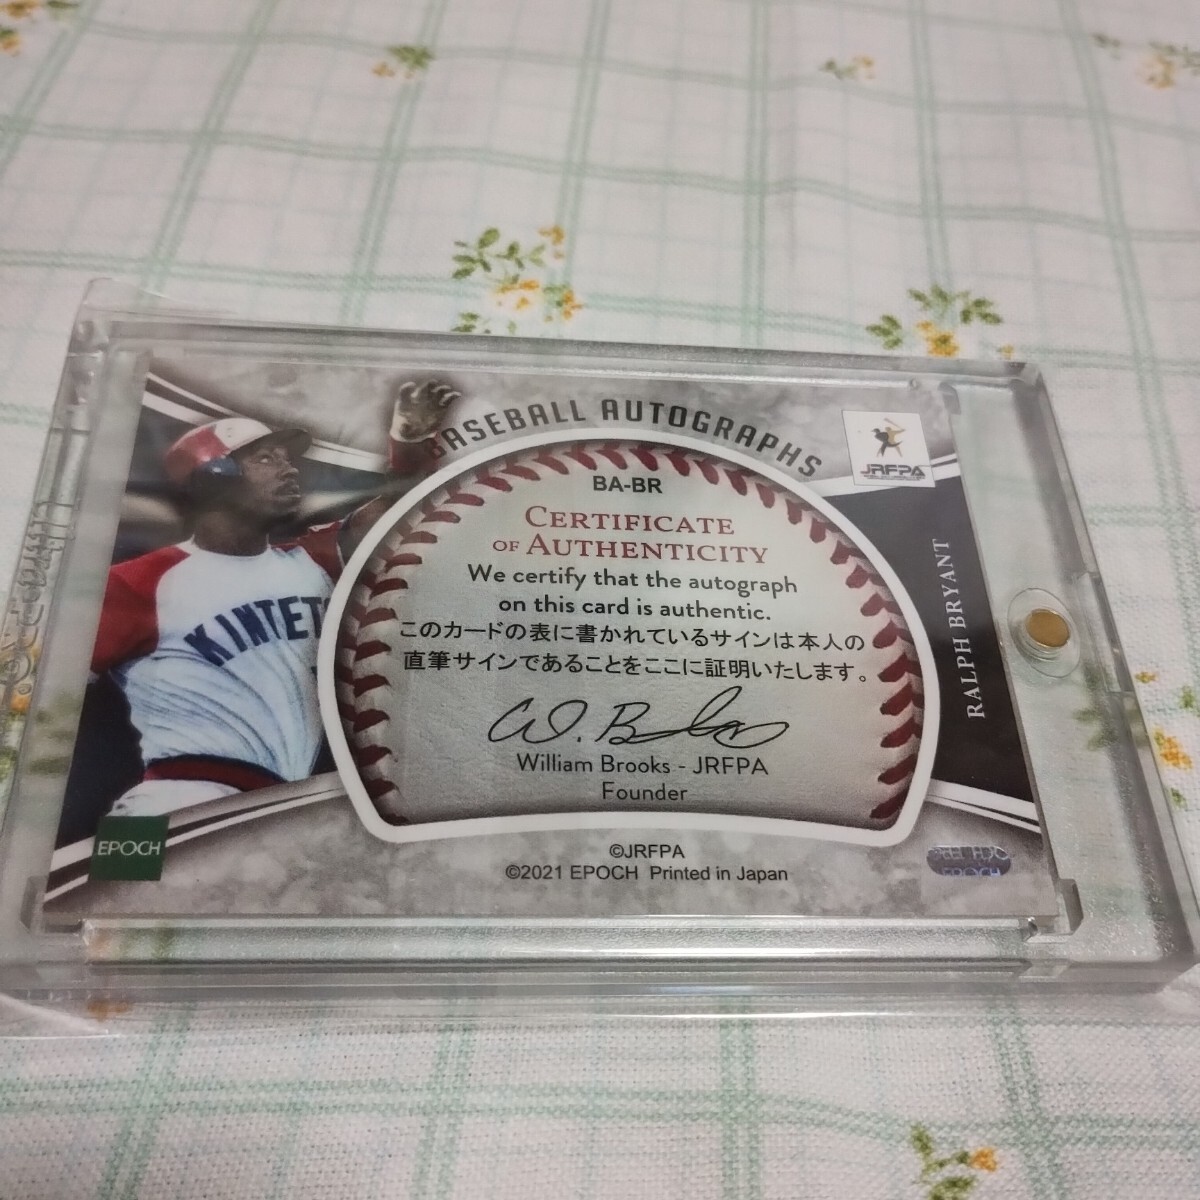 BASEBALL AUTOGRAPHS
JRFPA
BA-BR
CERTIFICATE
OF AUTHENTICITY
We certify that the autograph
on this card is authentic.
このカードの表に書かれているサインは本人の
直筆サインであることをここに証明いたします。
William Brooks - JRFPA
Founder
RALPH BRYANT
KINTET
EPOCH
©JRFPA
©2021 EPOCH Printed in Japan
EPOCH